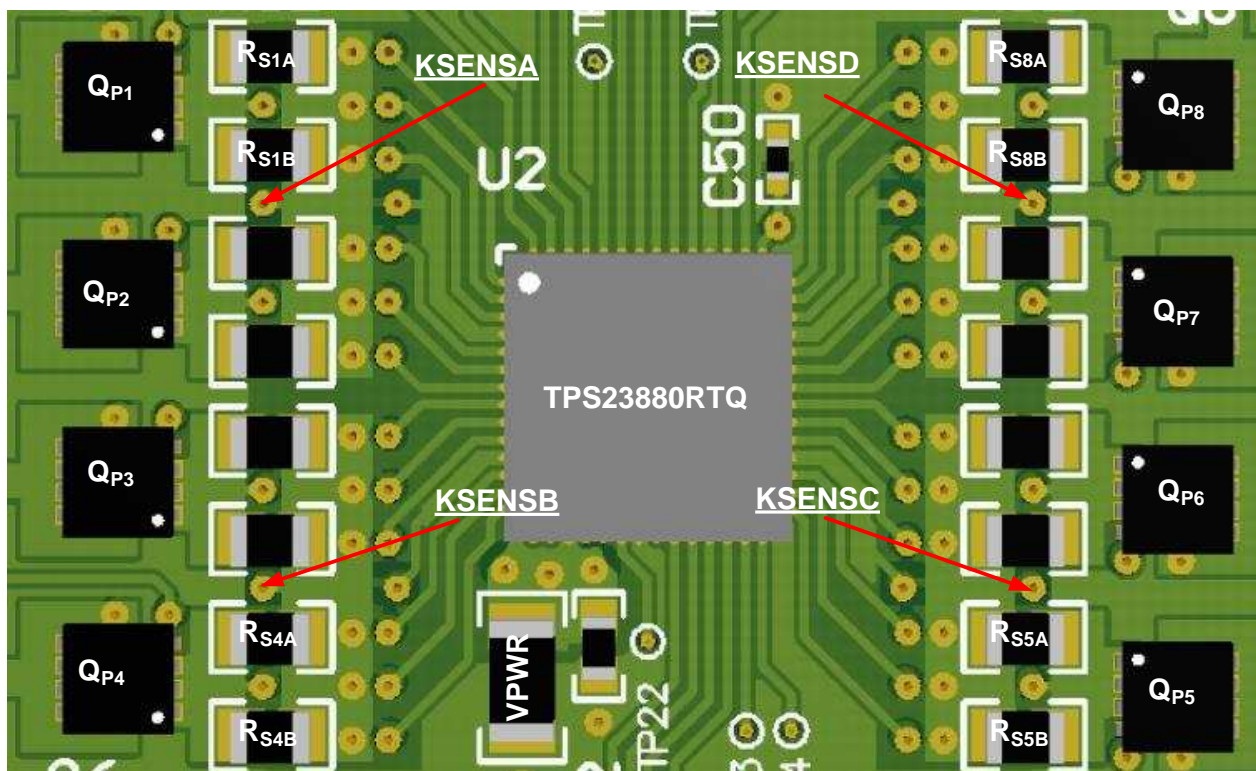 RS1A
QP1
RS1B
KSENSA
KSENSD
RS8A
QP8
RS8B
U2
C50
QP2
QP7
TPS23880RTQ
QP3
KSENSB
KSENSC
QP6
RS4A
QP4
RS4B
VPWR
TP22
RS5A
QP5
RS5B